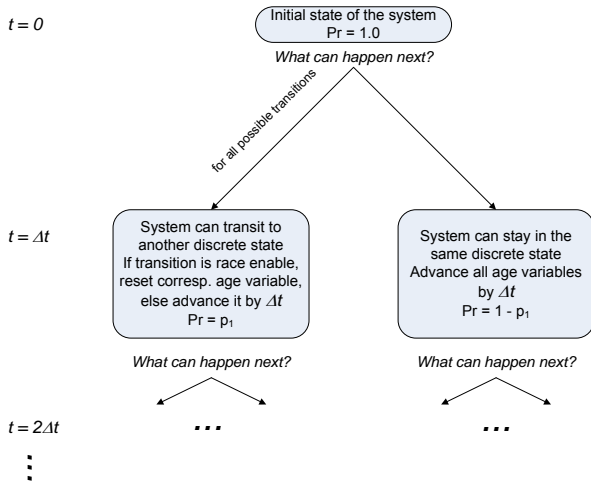 t = 0
Initial state of the system
Pr = 1.0
What can happen next?
for all possible transitions
t = Δt
System can transit to
another discrete state
If transition is race enable,
reset corresp. age variable,
else advance it by Δt
Pr = p₁
System can stay in the
same discrete state
Advance all age variables
by Δt
Pr = 1 - p₁
What can happen next?
What can happen next?
t = 2Δt
...
...
⋮